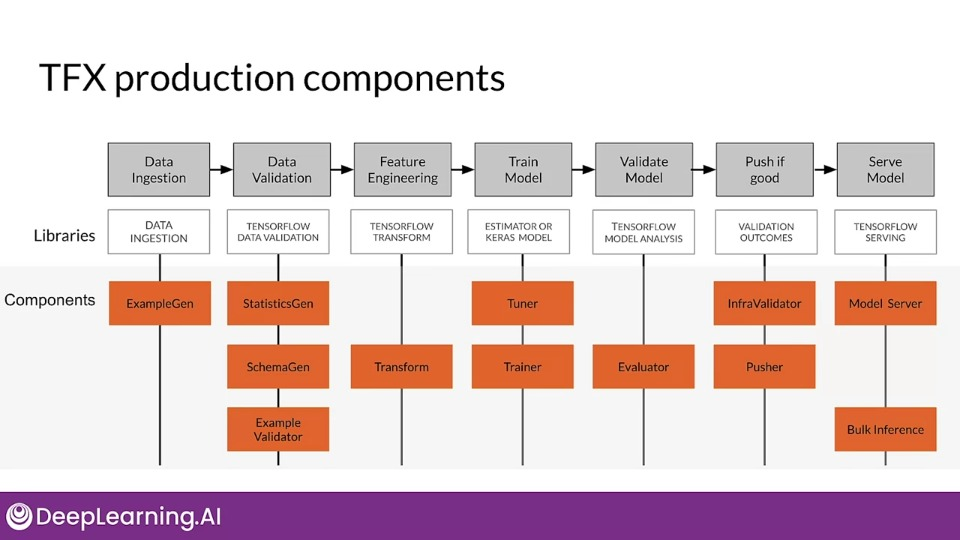 TFX production components
Data
Ingestion
Data
Validation
Feature
Engineering
Train
Model
Validate
Model
Push if
good
Serve
Model
Libraries
DATA
INGESTION
TENSORFLOW
DATA VALIDATION
TENSORFLOW
TRANSFORM
ESTIMATOR OR
KERAS MODEL
TENSORFLOW
MODEL ANALYSIS
VALIDATION
OUTCOMES
TENSORFLOW
SERVING
Components
ExampleGen
StatisticsGen
Tuner
InfraValidator
Model Server
SchemaGen
Transform
Trainer
Evaluator
Pusher
Example
Validator
Bulk Inference
DeepLearning.AI